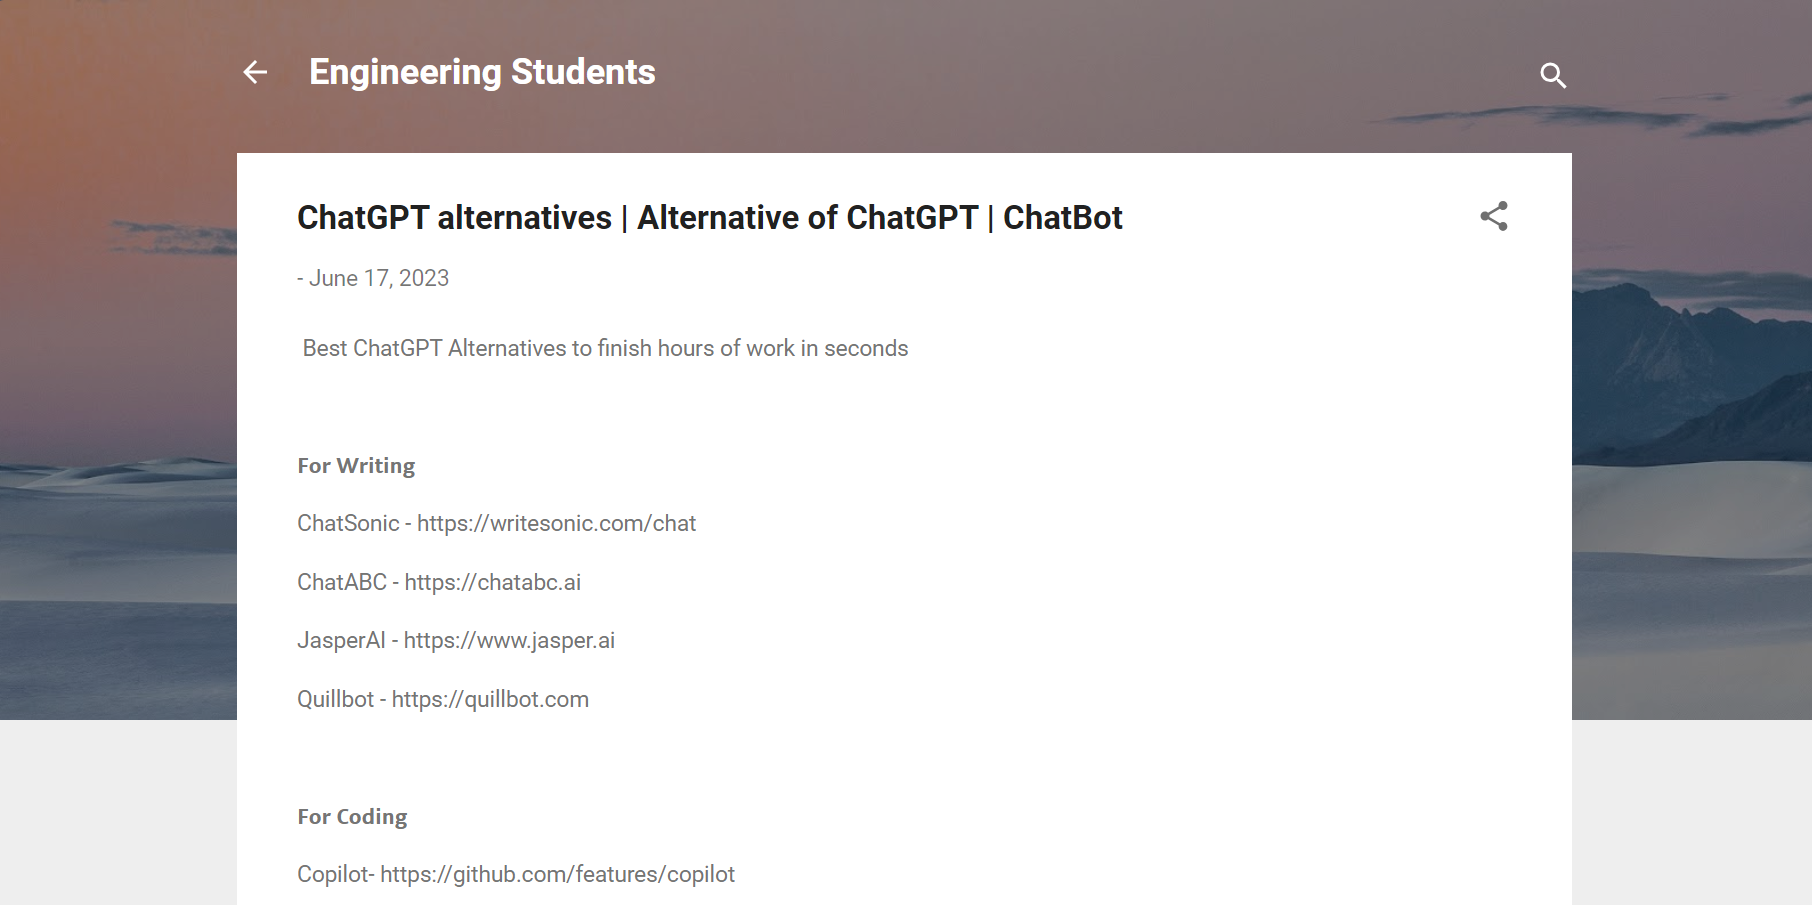 Engineering Students
ChatGPT alternatives | Alternative of ChatGPT | ChatBot
- June 17, 2023
Best ChatGPT Alternatives to finish hours of work in seconds
For Writing
ChatSonic - https://writesonic.com/chat
ChatABC - https://chatabc.ai
JasperAI - https://www.jasper.ai
Quillbot - https://quillbot.com
For Coding
Copilot- https://github.com/features/copilot